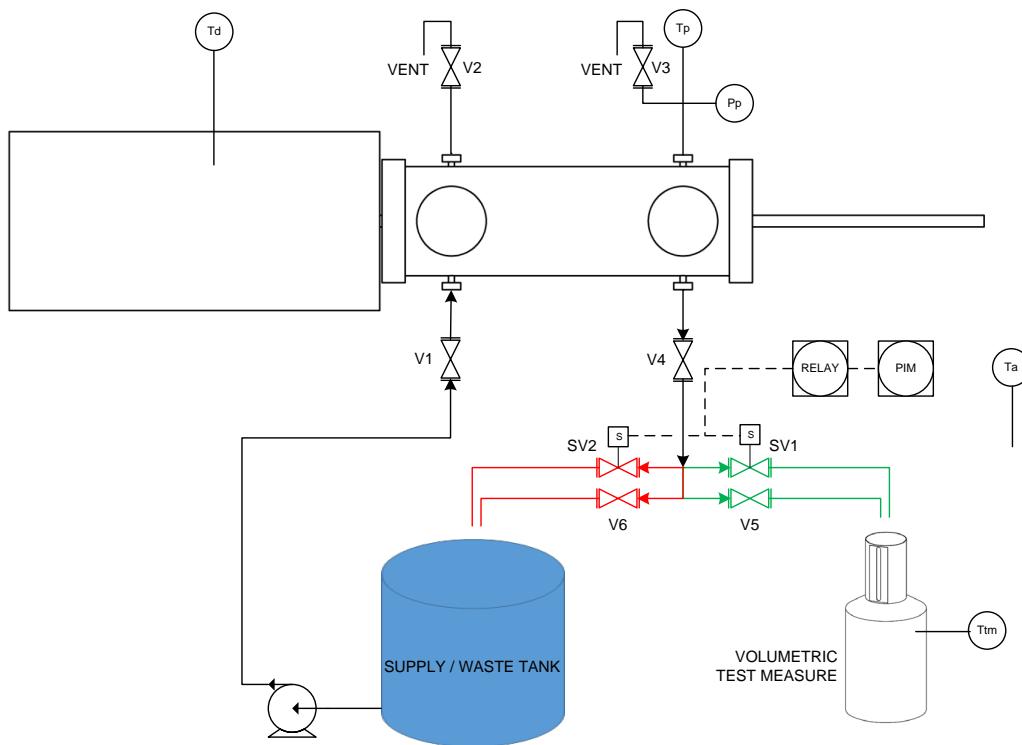 Td
Tp
VENT
V2
VENT
V3
Pp
V1
V4
RELAY
PIM
Ta
S
S
SV2
SV1
V6
V5
SUPPLY / WASTE TANK
VOLUMETRIC
TEST MEASURE
Ttm